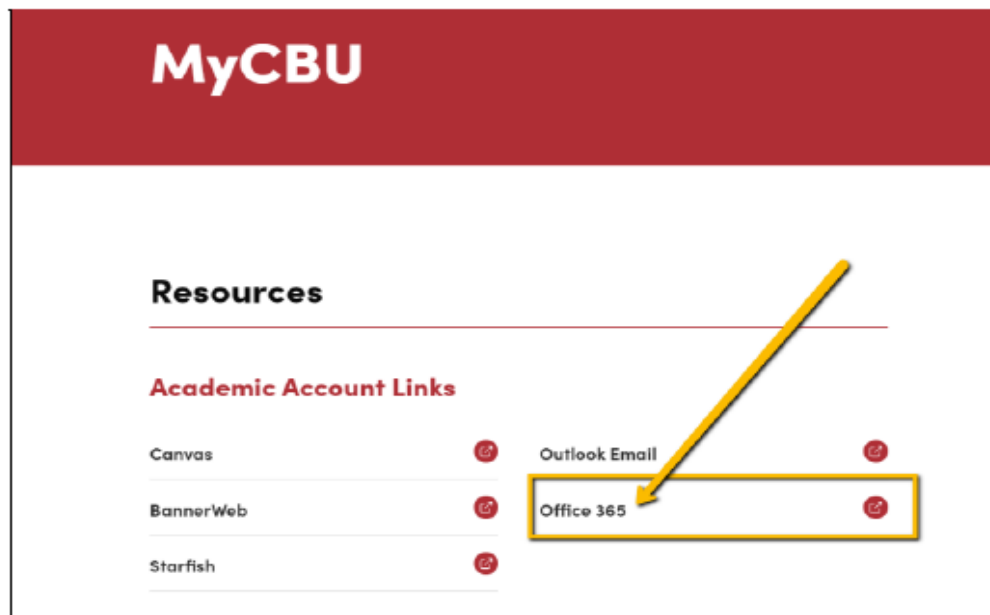 MyCBU
Resources
Academic Account Links
Canvas
Outlook Email
BannerWeb
Office 365
Starfish